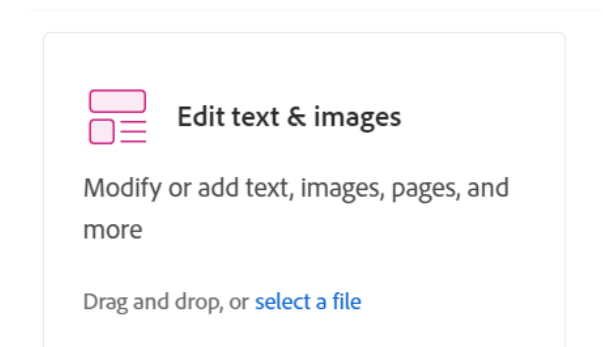 Edit text & images
Modify or add text, images, pages, and
more
Drag and drop, or select a file